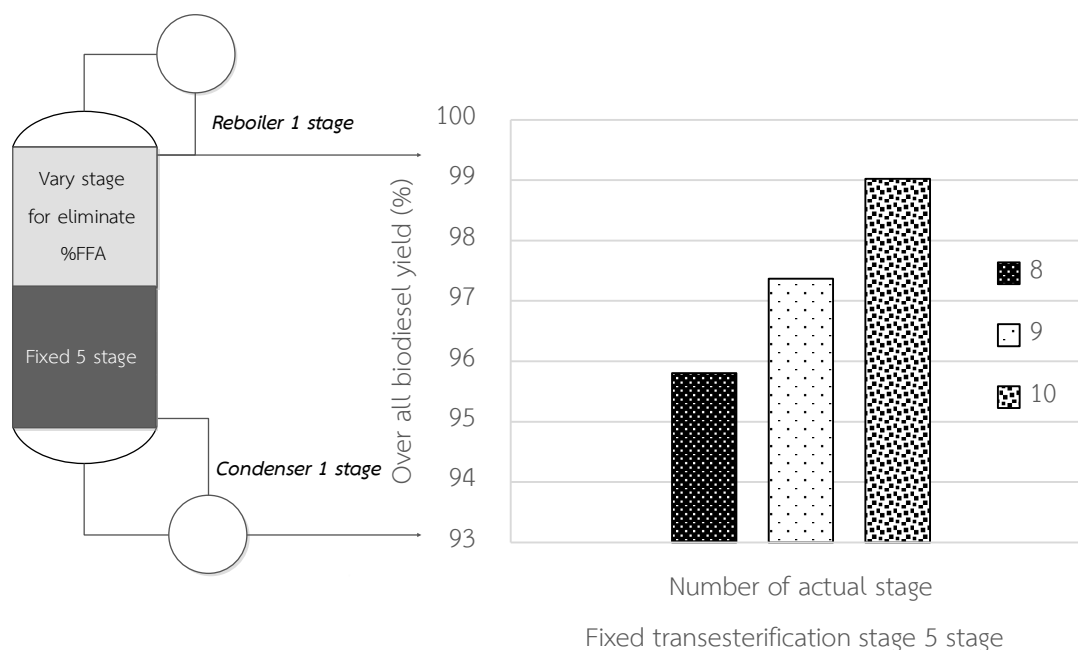 Reboiler 1 stage
Vary stage
for eliminate
%FFA
Fixed 5 stage
Condenser 1 stage
Over all biodiesel yield (%)
100
99
98
97
96
95
94
93
8
9
10
Number of actual stage
Fixed transesterification stage 5 stage